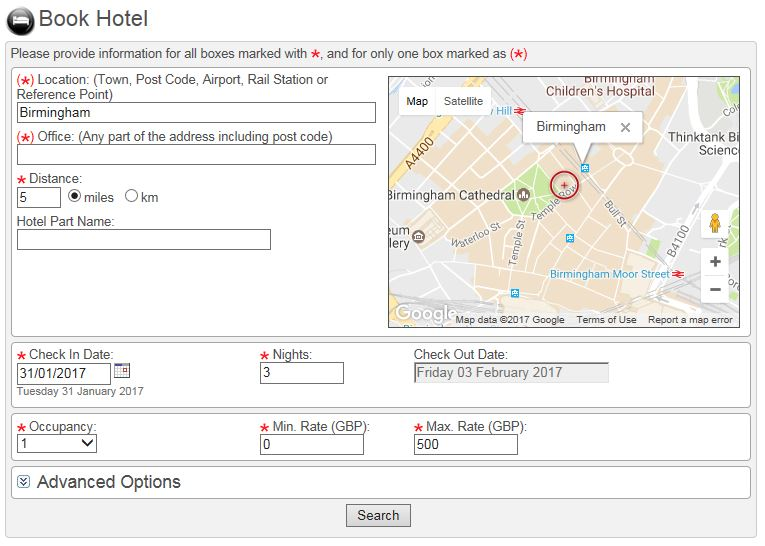 Book Hotel
Please provide information for all boxes marked with *, and for only one box marked as (*)
(*) Location: (Town, Post Code, Airport, Rail Station or
Reference Point)
Birmingham
(*) Office: (Any part of the address including post code)
* Distance:
5 miles km
Hotel Part Name:
Birmingham
Children's Hospital
Map Satellite
Hill
Birmingham ×
Thinktank Bi
Science
A4400
Birmingham Cathedral
Temple Row
Bull St
eum
llery
Waterloo St
Temple St
B4100
Birmingham Moor Street
+
−
Google
Map data ©2017 Google Terms of Use Report a map error
* Check In Date: * Nights: Check Out Date:
31/01/2017 3 Friday 03 February 2017
Tuesday 31 January 2017
* Occupancy: * Min. Rate (GBP): * Max. Rate (GBP):
1 0 500
Advanced Options
Search